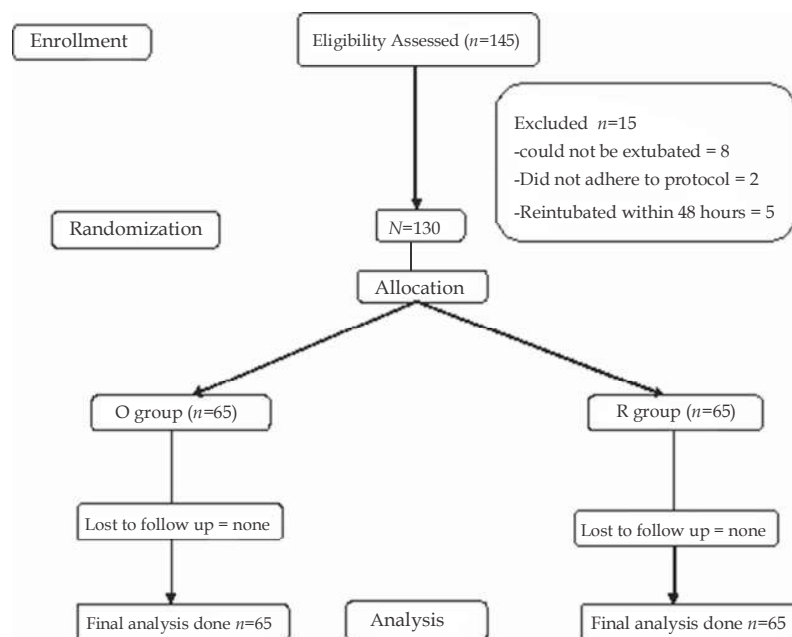 Enrollment
Eligibility Assessed (n=145)
Excluded n=15
-could not be extubated = 8
-Did not adhere to protocol = 2
-Reintubated within 48 hours = 5
Randomization
N=130
Allocation
O group (n=65)
R group (n=65)
Lost to follow up = none
Lost to follow up = none
Final analysis done n=65
Analysis
Final analysis done n=65